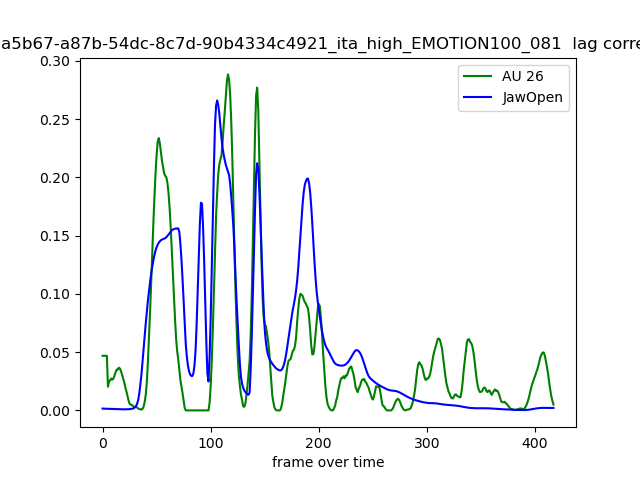 a5b67-a87b-54dc-8c7d-90b4334c4921_ita_high_EMOTION100_081 lag corre
0.30
0.25
0.20
0.15
0.10
0.05
0.00
AU 26
JawOpen
0 100 200 300 400
frame over time